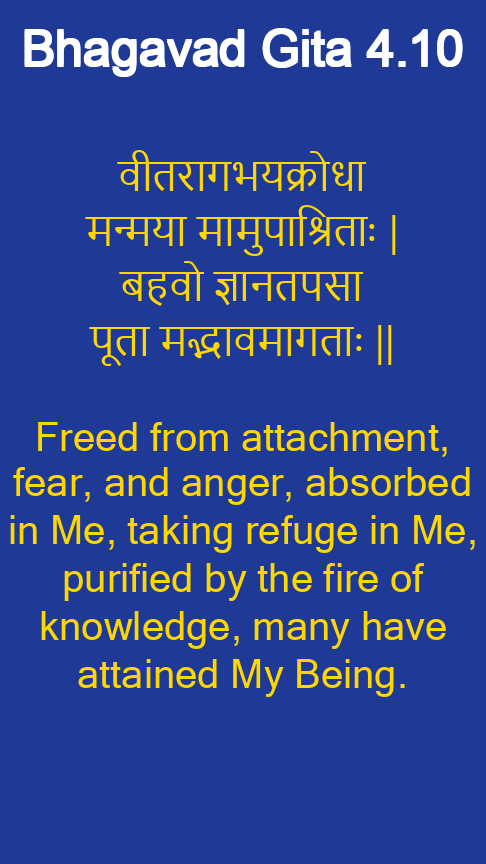 Bhagavad Gita 4.10
वीतरागभयक्रोधा
मन्मया मामुपाश्रिताः |
बहवो ज्ञानतपसा
पूता मद्भावमागताः ||
Freed from attachment,
fear, and anger, absorbed
in Me, taking refuge in Me,
purified by the fire of
knowledge, many have
attained My Being.